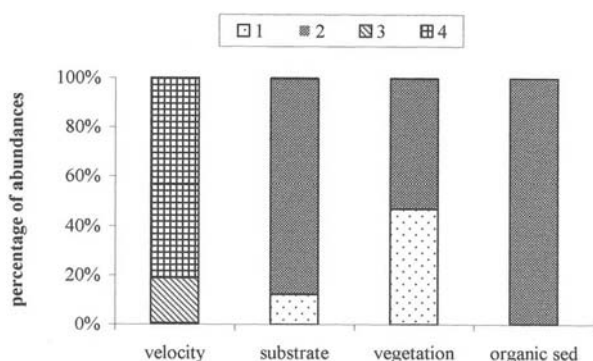 1 2 3 4
100%
80%
60%
40%
20%
0%
percentage of abundances
velocity substrate vegetation organic sed